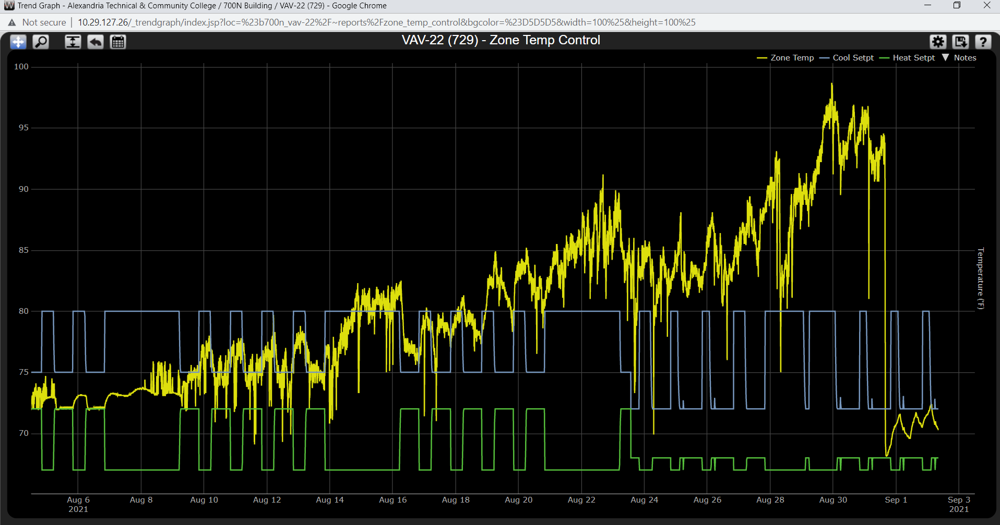 Trend Graph - Alexandria Technical & Community College / 700N Building / VAV-22 (729) - Google Chrome
Not secure | 10.29.127.26/_trendgraph/index.jsp?loc=%23b700n_vav-22%2F~reports%2Fzone_temp_control&bgcolor=%23D5D5D5&width=100%25&height=100%25
VAV-22 (729) - Zone Temp Control
?
Zone Temp Cool Setpt Heat Setpt Notes
100
95
90
85
80
75
70
Temperature (°F)
Aug 6 Aug 8 Aug 10 Aug 12 Aug 14 Aug 16 Aug 18 Aug 20 Aug 22 Aug 24 Aug 26 Aug 28 Aug 30 Sep 1 Sep 3
2021 2021